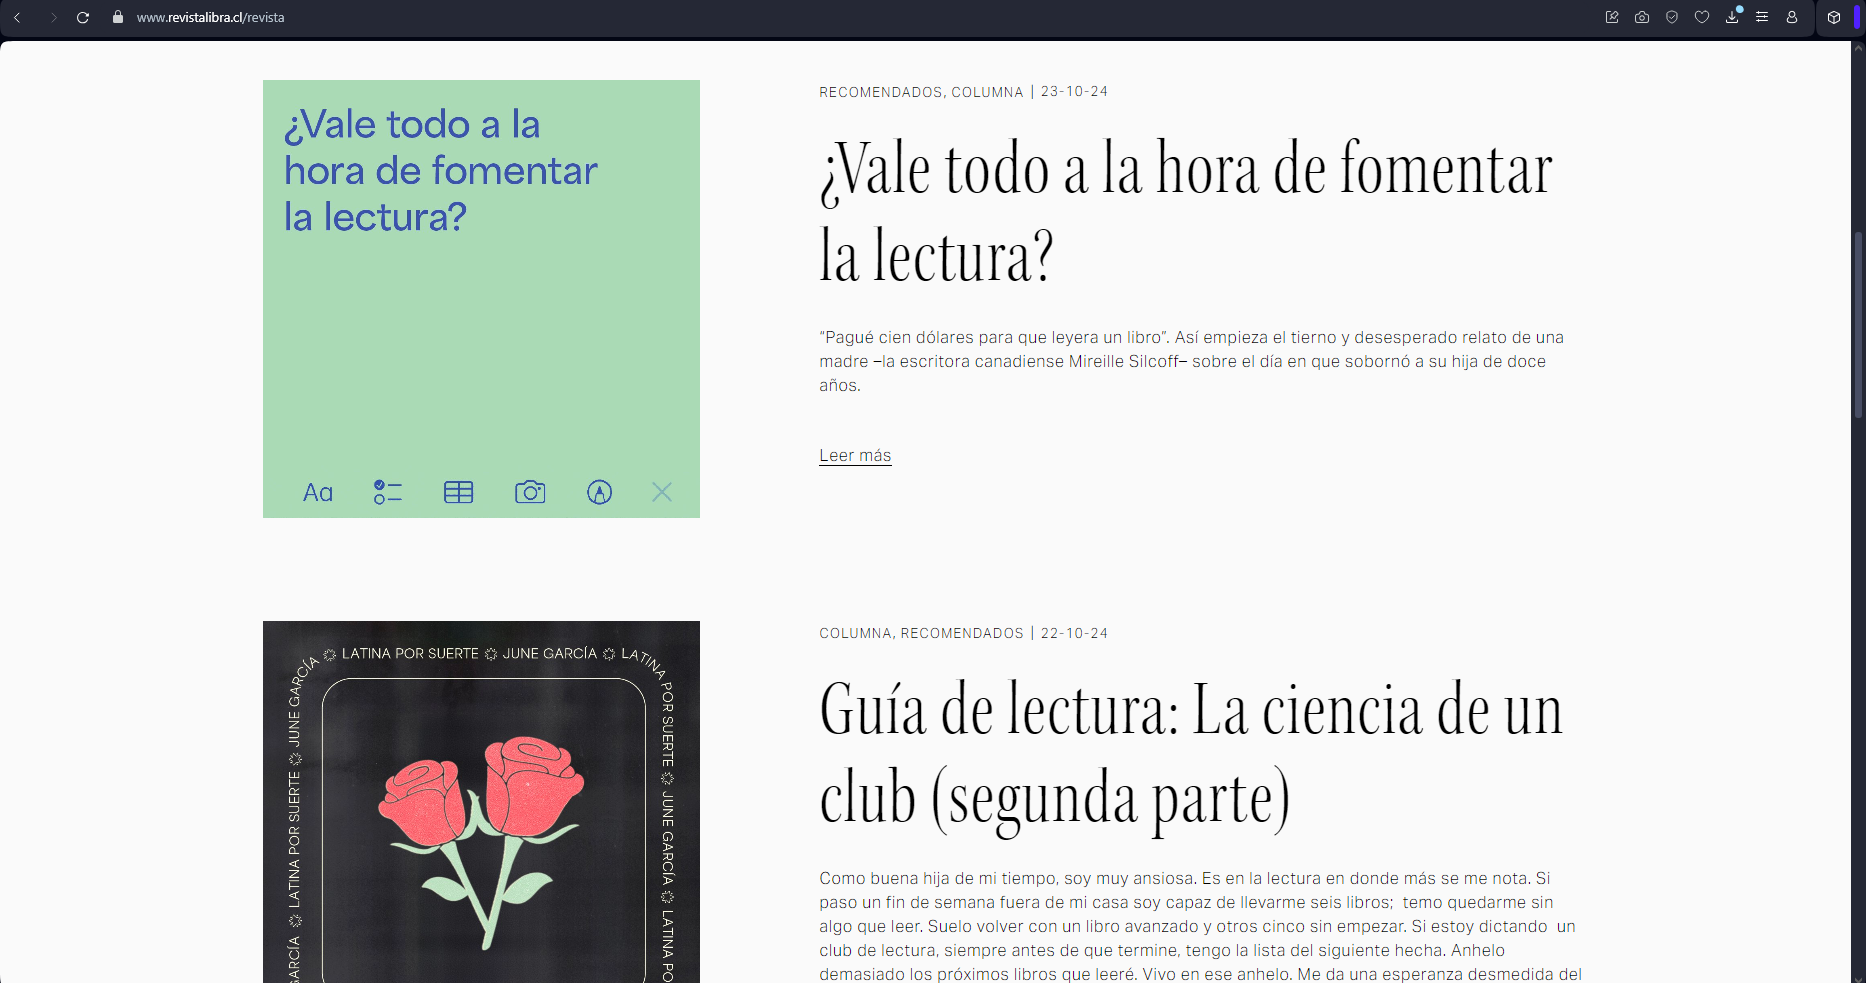 www.revistalibra.cl/revista
¿Vale todo a la
hora de fomentar
la lectura?
Aa
RECOMENDADOS, COLUMNA | 23-10-24
¿Vale todo a la hora de fomentar
la lectura?
“Pagué cien dólares para que leyera un libro”. Así empieza el tierno y desesperado relato de una
madre –la escritora canadiense Mireille Silcoff– sobre el día en que sobornó a su hija de doce
años.
Leer más
LATINA POR SUERTE JUNE GARCÍA LATINA POR SUERTE JUNE GARCÍA LATINA PO
GARCÍA LATINA POR SUERTE JUNE GARCÍA
COLUMNA, RECOMENDADOS | 22-10-24
Guía de lectura: La ciencia de un
club (segunda parte)
Como buena hija de mi tiempo, soy muy ansiosa. Es en la lectura en donde más se me nota. Si
paso un fin de semana fuera de mi casa soy capaz de llevarme seis libros;  temo quedarme sin
algo que leer. Suelo volver con un libro avanzado y otros cinco sin empezar. Si estoy dictando  un
club de lectura, siempre antes de que termine, tengo la lista del siguiente hecha. Anhelo
demasiado los próximos libros que leeré. Vivo en ese anhelo. Me da una esperanza desmedida del